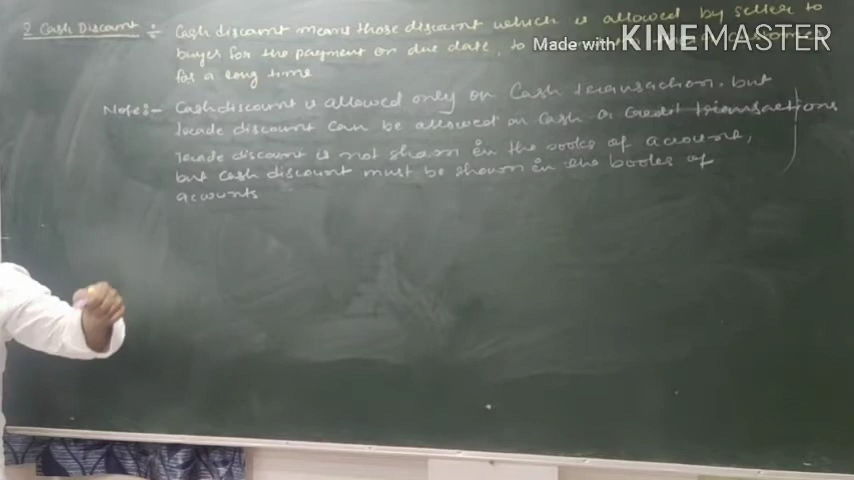 2 Cash Discount ÷ Cash discount means those discount which is allowed by seller to
buyer for the payment on due date, to
for a long time
Made with KINEMASTER
Note:- Cash discount is allowed only on Cash transaction. but
trade discount can be allowed on cash or credit transactions
trade discount is not shown in the books of account,
but cash discount must be shown in the books of
accounts